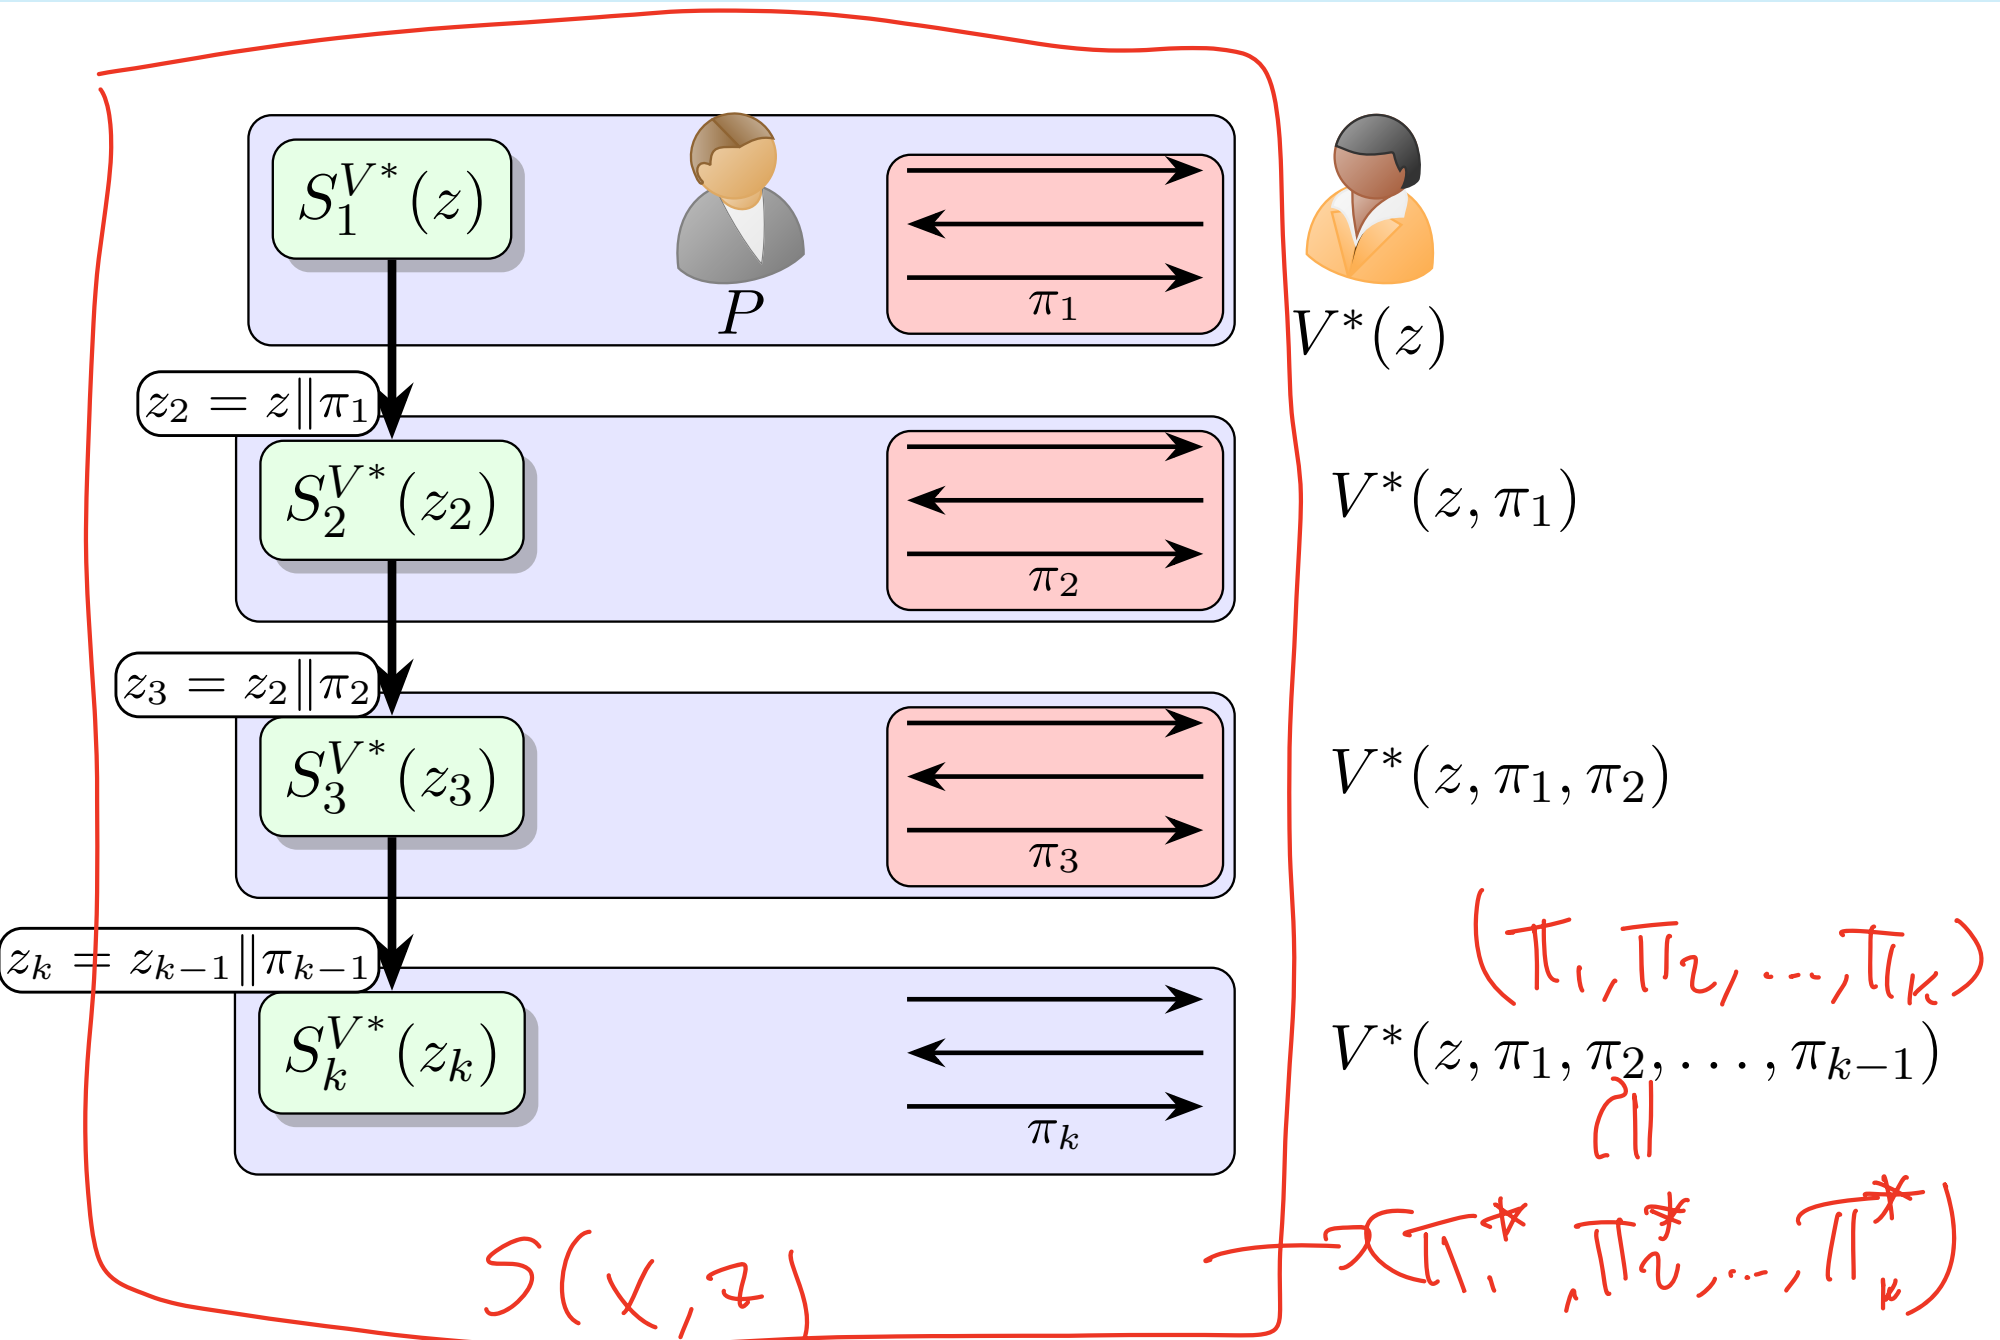 S_1^{V^*}(z)
P
π_1
V^*(z)
z_2 = z‖π_1
S_2^{V^*}(z_2)
π_2
V^*(z, π_1)
z_3 = z_2‖π_2
S_3^{V^*}(z_3)
π_3
V^*(z, π_1, π_2)
(π_1, π_2, ..., π_k)
z_k = z_{k−1}‖π_{k−1}
S_k^{V^*}(z_k)
π_k
V^*(z, π_1, π_2, . . . , π_{k−1})
S(x, z)
(π_1^*, π_2^*, ..., π_k^*)